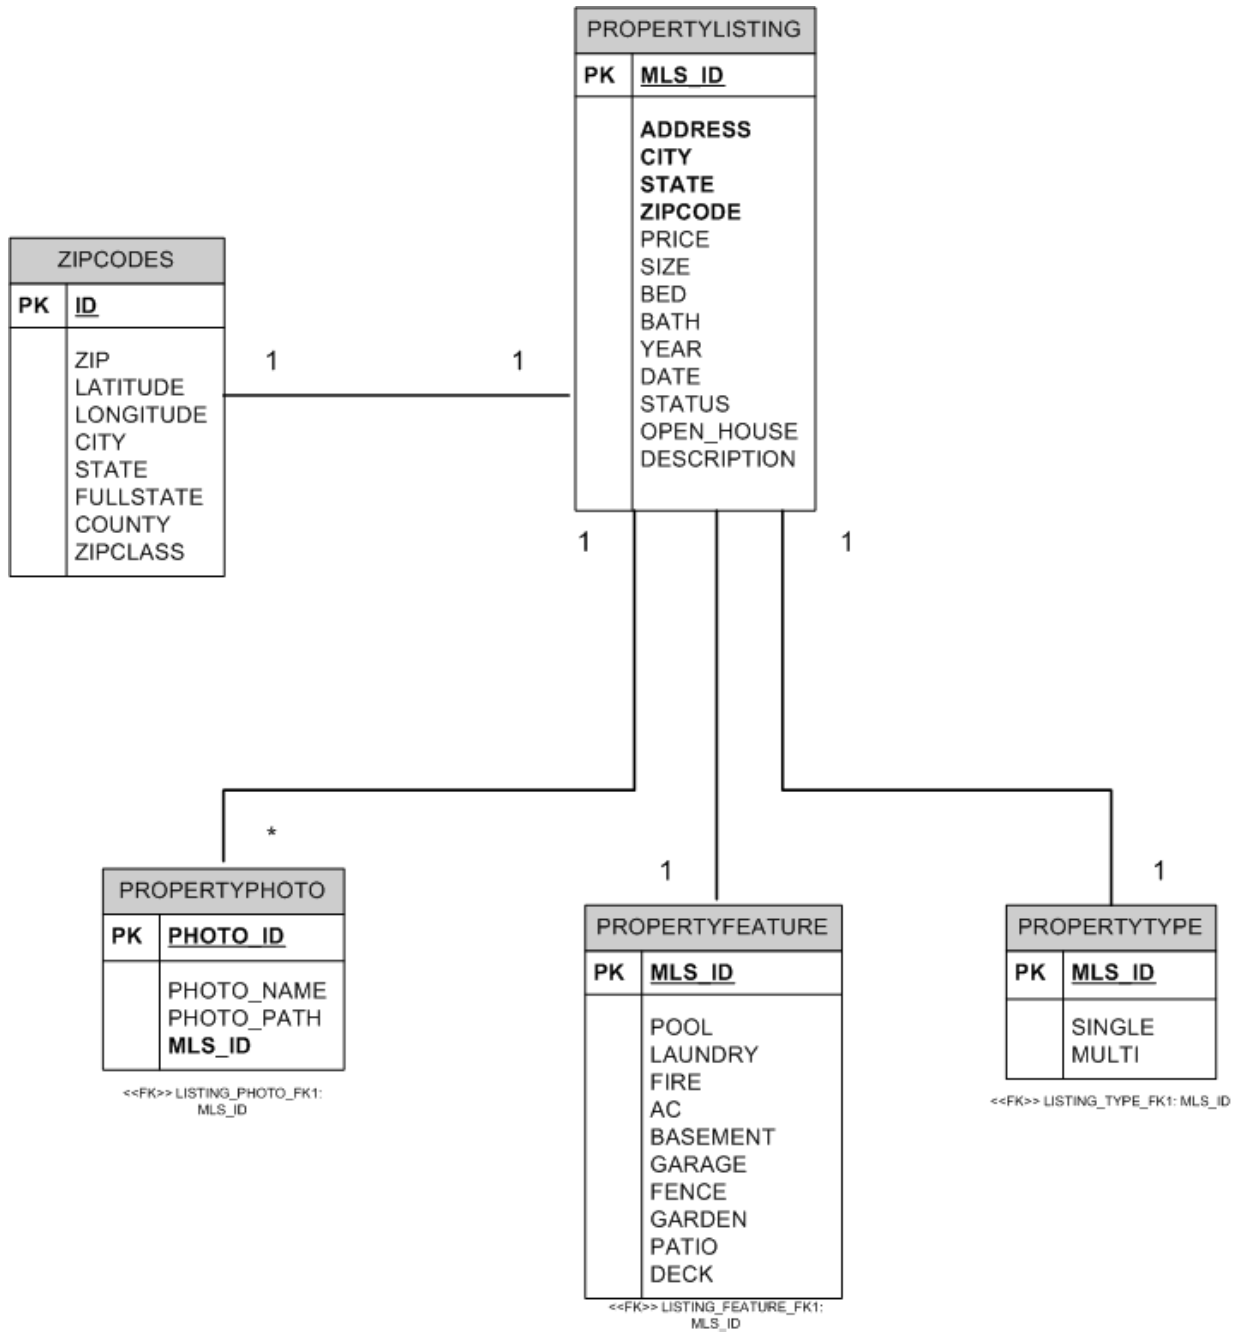 PROPERTYLISTING
PK MLS_ID
ADDRESS
CITY
STATE
ZIPCODE
PRICE
SIZE
BED
BATH
YEAR
DATE
STATUS
OPEN_HOUSE
DESCRIPTION
ZIPCODES
PK ID
ZIP
LATITUDE
LONGITUDE
CITY
STATE
FULLSTATE
COUNTY
ZIPCLASS
1 1
1 1
*
1 1
PROPERTYPHOTO
PK PHOTO_ID
PHOTO_NAME
PHOTO_PATH
MLS_ID
<<FK>> LISTING_PHOTO_FK1:
MLS_ID
PROPERTYFEATURE
PK MLS_ID
POOL
LAUNDRY
FIRE
AC
BASEMENT
GARAGE
FENCE
GARDEN
PATIO
DECK
<<FK>> LISTING_FEATURE_FK1:
MLS_ID
PROPERTYTYPE
PK MLS_ID
SINGLE
MULTI
<<FK>> LISTING_TYPE_FK1: MLS_ID